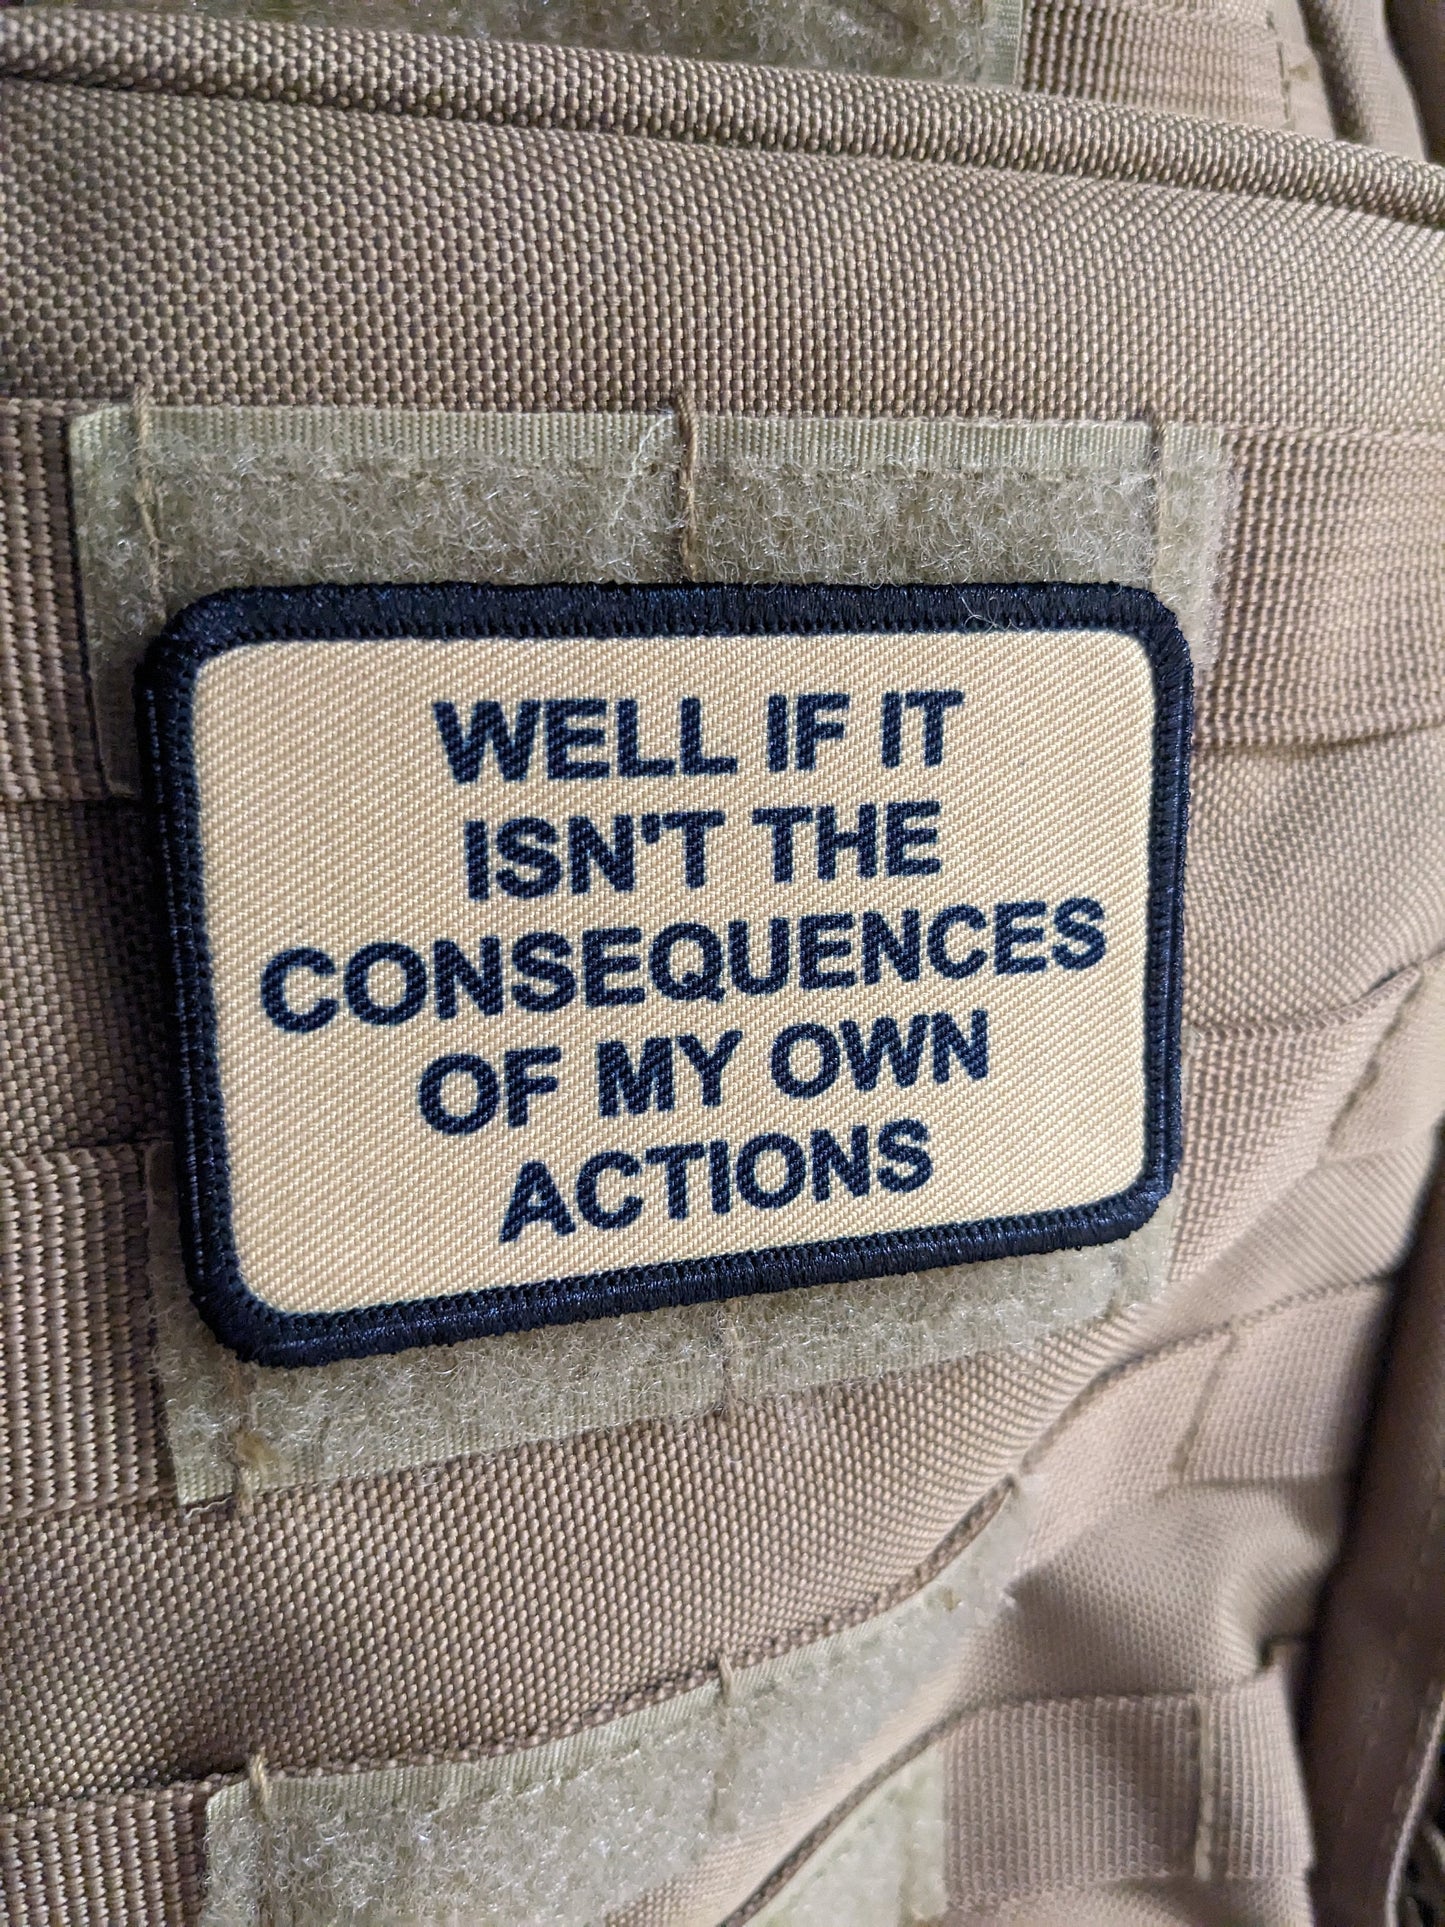 WELL IF IT
ISN'T THE
CONSEQUENCES
OF MY OWN
ACTIONS